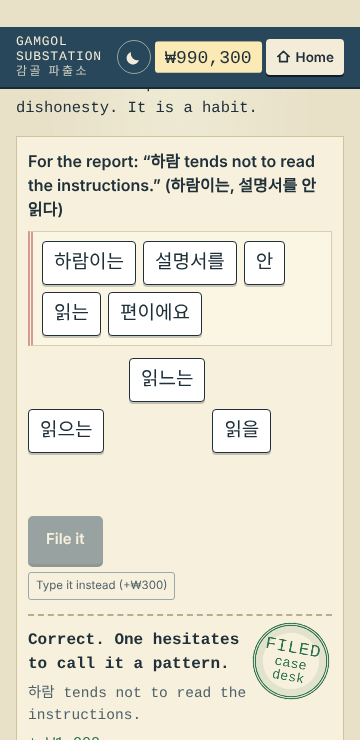 GAMGOL
SUBSTATION
감골 파출소
₩990,300
Home
dishonesty. It is a habit.
For the report: “하람 tends not to read
the instructions.” (하람이는, 설명서를 안
읽다)
하람이는 설명서를 안
읽는 편이에요
읽느는
읽으는 읽을
File it
Type it instead (+₩300)
Correct. One hesitates
to call it a pattern.
FILED
case
desk
하람 tends not to read the
instructions.